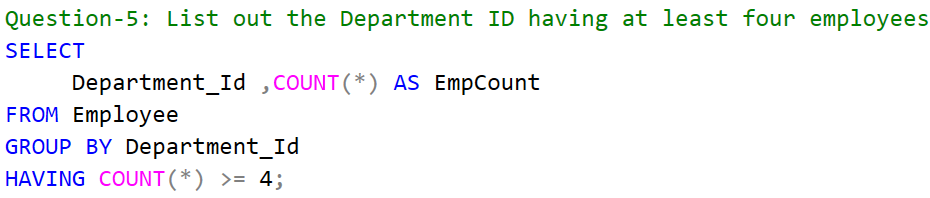 Question-5: List out the Department ID having at least four employees
SELECT
Department_Id ,COUNT(*) AS EmpCount
FROM Employee
GROUP BY Department_Id
HAVING COUNT(*) >= 4;